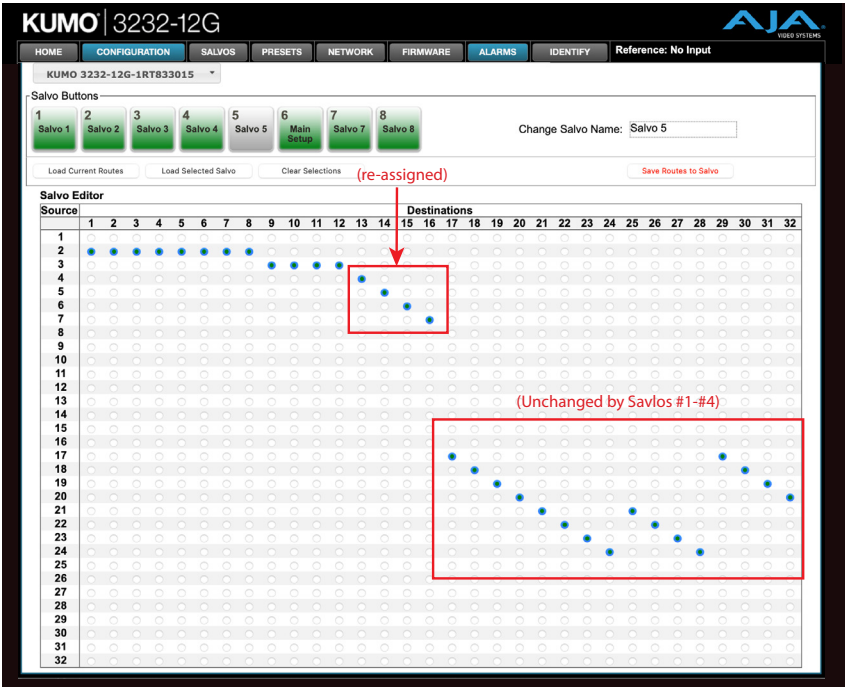 KUMO 3232-12G
AJA
VIDEO SYSTEMS
HOME CONFIGURATION SALVOS PRESETS NETWORK FIRMWARE ALARMS IDENTIFY Reference: No Input
KUMO 3232-12G-1RT833015
Salvo Buttons
1 2 3 4 5 6 7 8
Salvo 1 Salvo 2 Salvo 3 Salvo 4 Salvo 5 Main Setup Salvo 7 Salvo 8
Change Salvo Name: Salvo 5
Load Current Routes Load Selected Salvo Clear Selections Save Routes to Salvo
(re-assigned)
Salvo Editor
Source Destinations
1 2 3 4 5 6 7 8 9 10 11 12 13 14 15 16 17 18 19 20 21 22 23 24 25 26 27 28 29 30 31 32
1
2
3
4
5
6
7
8
9
10
11
12
13
(Unchanged by Savlos #1-#4)
14
15
16
17
18
19
20
21
22
23
24
25
26
27
28
29
30
31
32